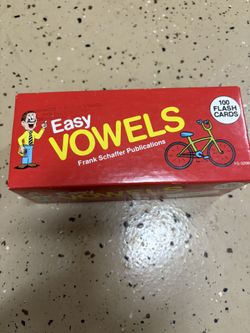 Easy
VOWELS
Frank Schaffer Publications
100
FLASH
CARDS